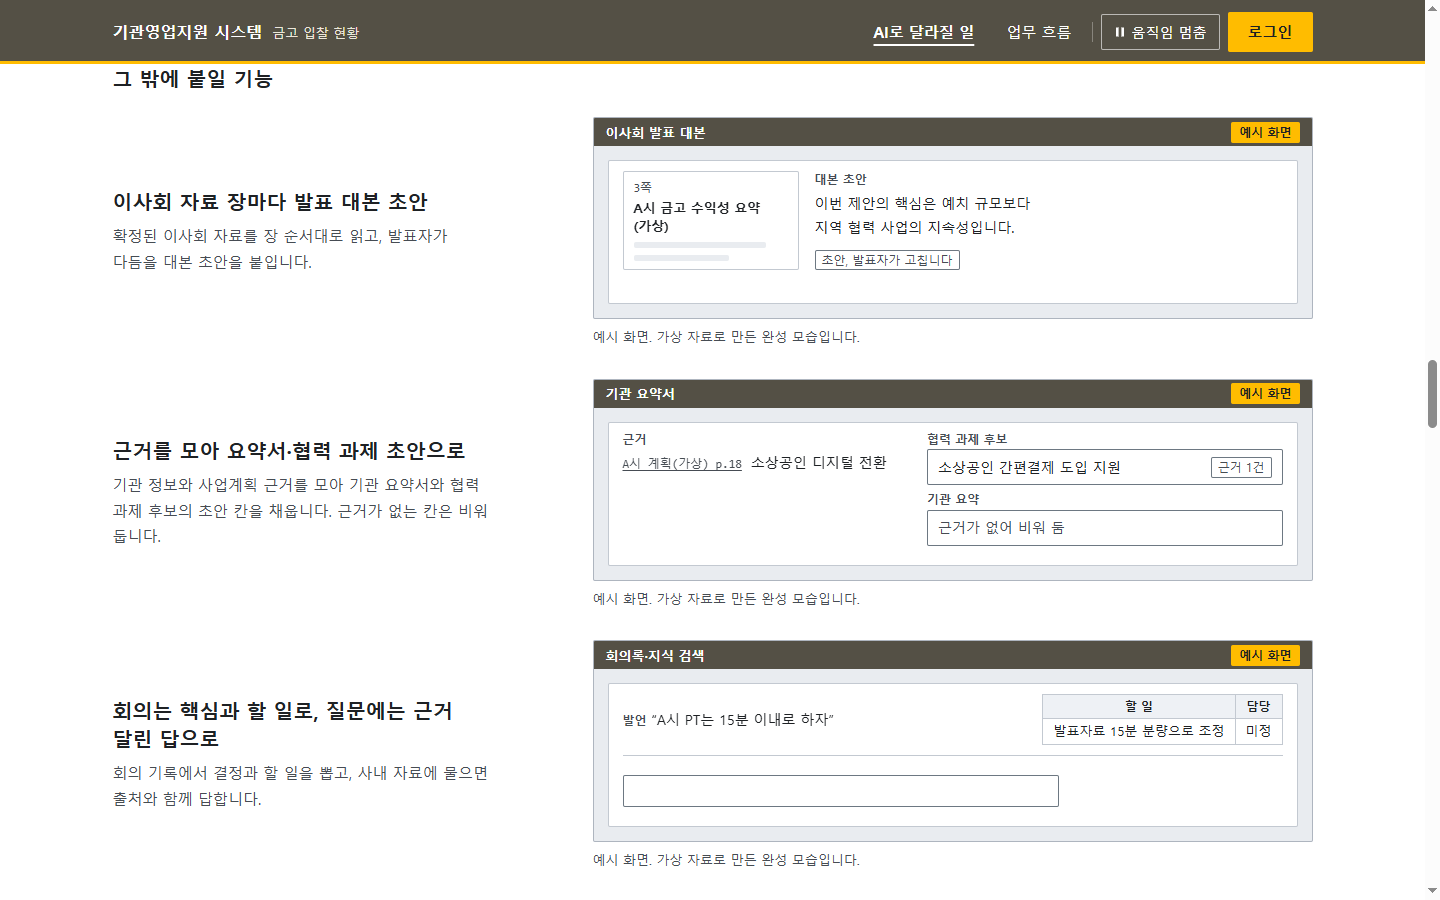 기관영업지원 시스템 금고 입찰 현황
AI로 달라질 일
업무 흐름
움직임 멈춤
로그인
그 밖에 붙일 기능
이사회 자료 장마다 발표 대본 초안
확정된 이사회 자료를 장 순서대로 읽고, 발표자가
다듬을 대본 초안을 붙입니다.
이사회 발표 대본
예시 화면
3쪽
A시 금고 수익성 요약
(가상)
대본 초안
이번 제안의 핵심은 예치 규모보다
지역 협력 사업의 지속성입니다.
초안, 발표자가 고칩니다
예시 화면. 가상 자료로 만든 완성 모습입니다.
근거를 모아 요약서·협력 과제 초안으로
기관 정보와 사업계획 근거를 모아 기관 요약서와 협력
과제 후보의 초안 칸을 채웁니다. 근거가 없는 칸은 비워
둡니다.
기관 요약서
예시 화면
근거
A시 계획(가상) p.18 소상공인 디지털 전환
협력 과제 후보
소상공인 간편결제 도입 지원
근거 1건
기관 요약
근거가 없어 비워 둠
예시 화면. 가상 자료로 만든 완성 모습입니다.
회의는 핵심과 할 일로, 질문에는 근거
달린 답으로
회의 기록에서 결정과 할 일을 뽑고, 사내 자료에 물으면
출처와 함께 답합니다.
회의록·지식 검색
예시 화면
발언 “A시 PT는 15분 이내로 하자”
할 일 담당
발표자료 15분 분량으로 조정 미정
예시 화면. 가상 자료로 만든 완성 모습입니다.